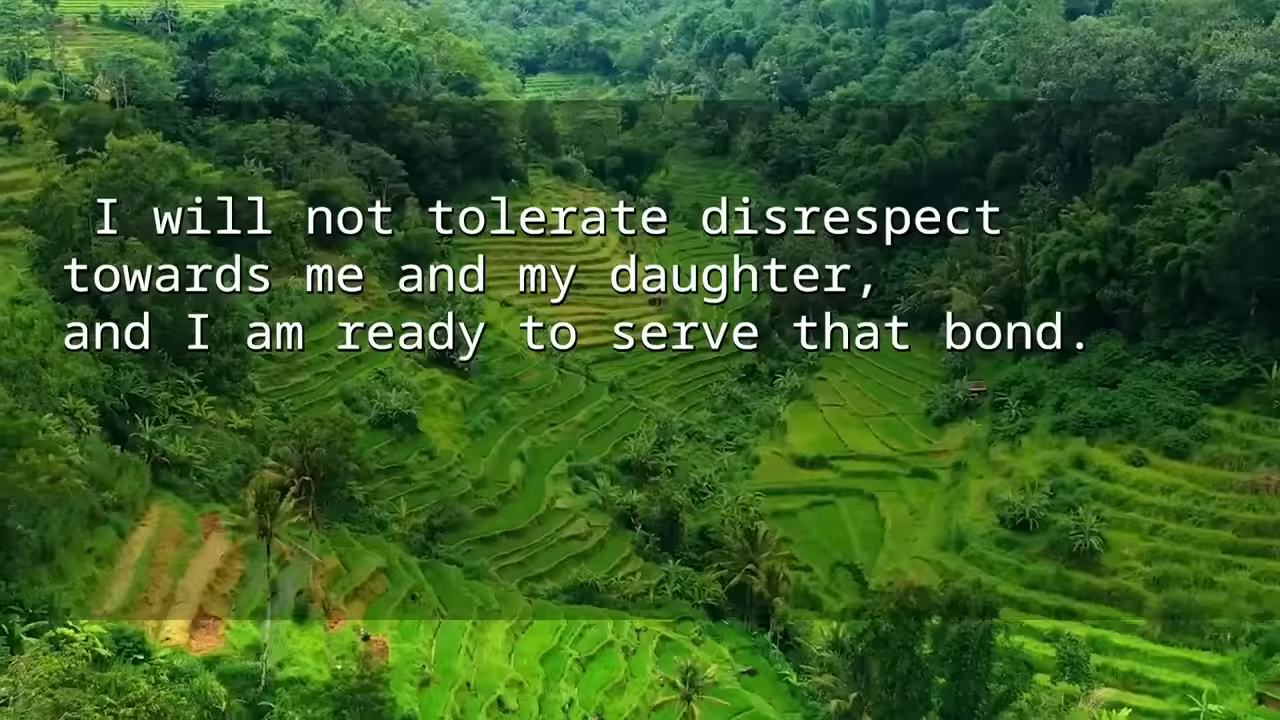 I will not tolerate disrespect
towards me and my daughter,
and I am ready to serve that bond.